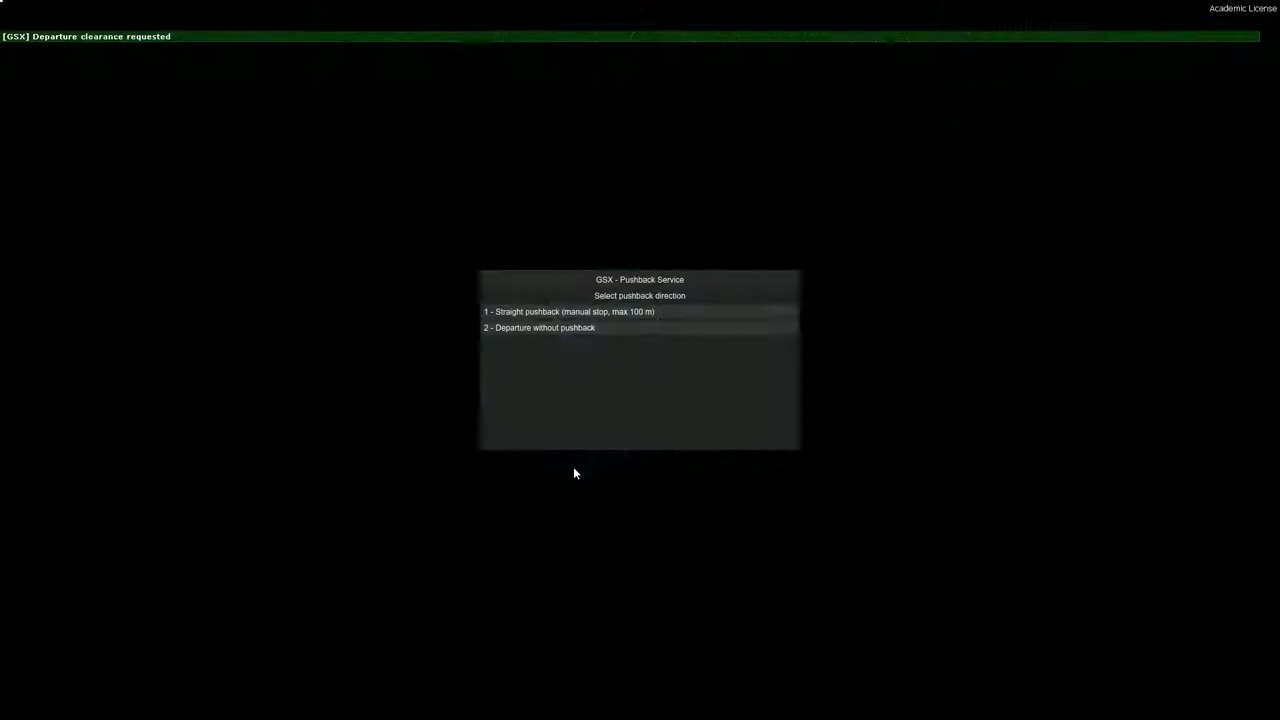 Academic License
[GSX] Departure clearance requested
GSX - Pushback Service
Select pushback direction
1 - Straight pushback (manual stop, max 100 m)
2 - Departure without pushback